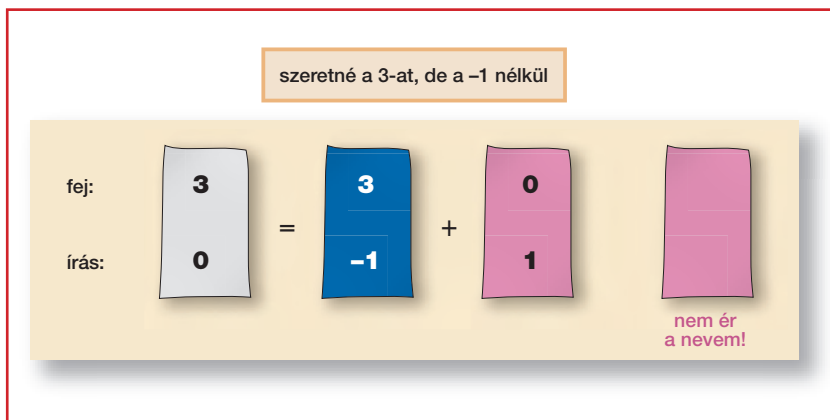 szeretné a 3-at, de a –1 nélkül
fej: 3 3 0
= +
írás: 0 –1 1
nem ér
a nevem!